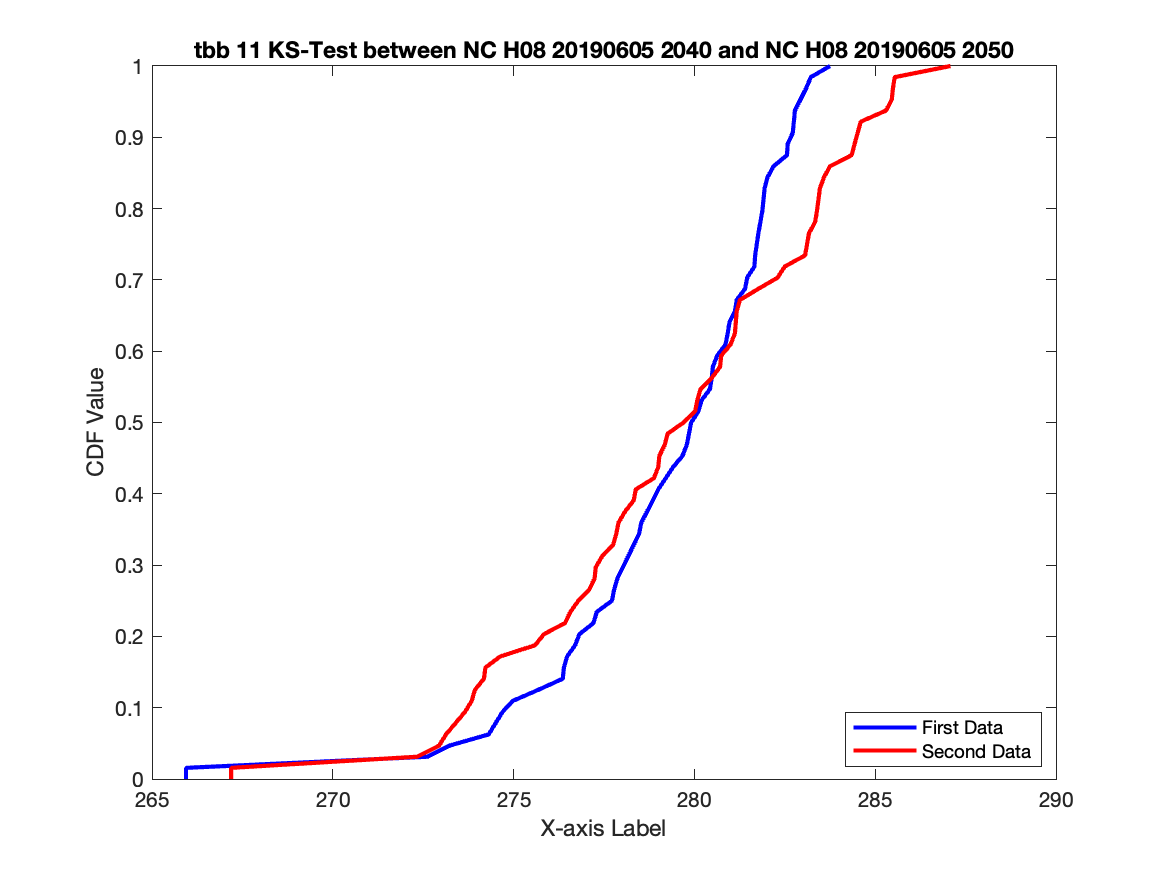 tbb 11 KS-Test between NC H08 20190605 2040 and NC H08 20190605 2050
1
0.9
0.8
0.7
0.6
0.5
0.4
0.3
0.2
0.1
0
CDF Value
First Data
Second Data
265 270 275 280 285 290
X-axis Label